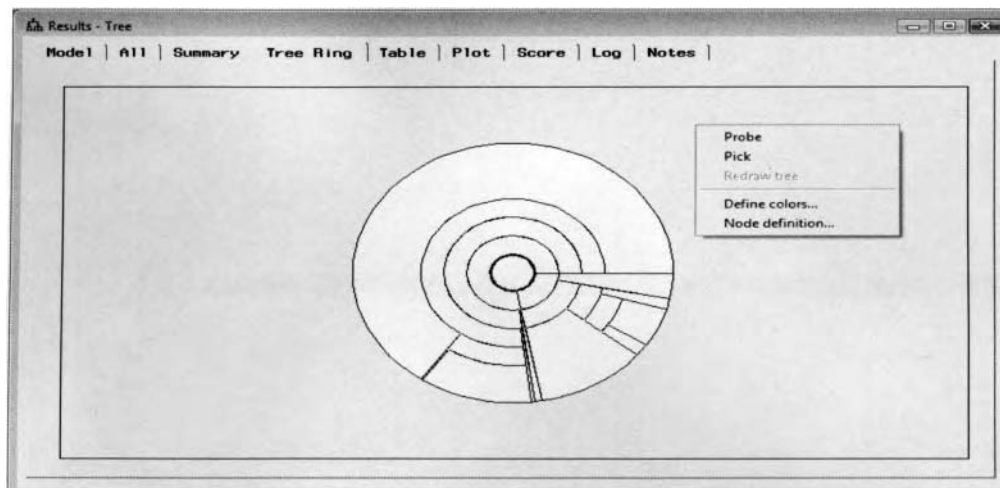 Results - Tree
Model | All | Summary Tree Ring | Table | Plot | Score | Log | Notes |
Probe
Pick
Redraw tree
Define colors...
Node definition...